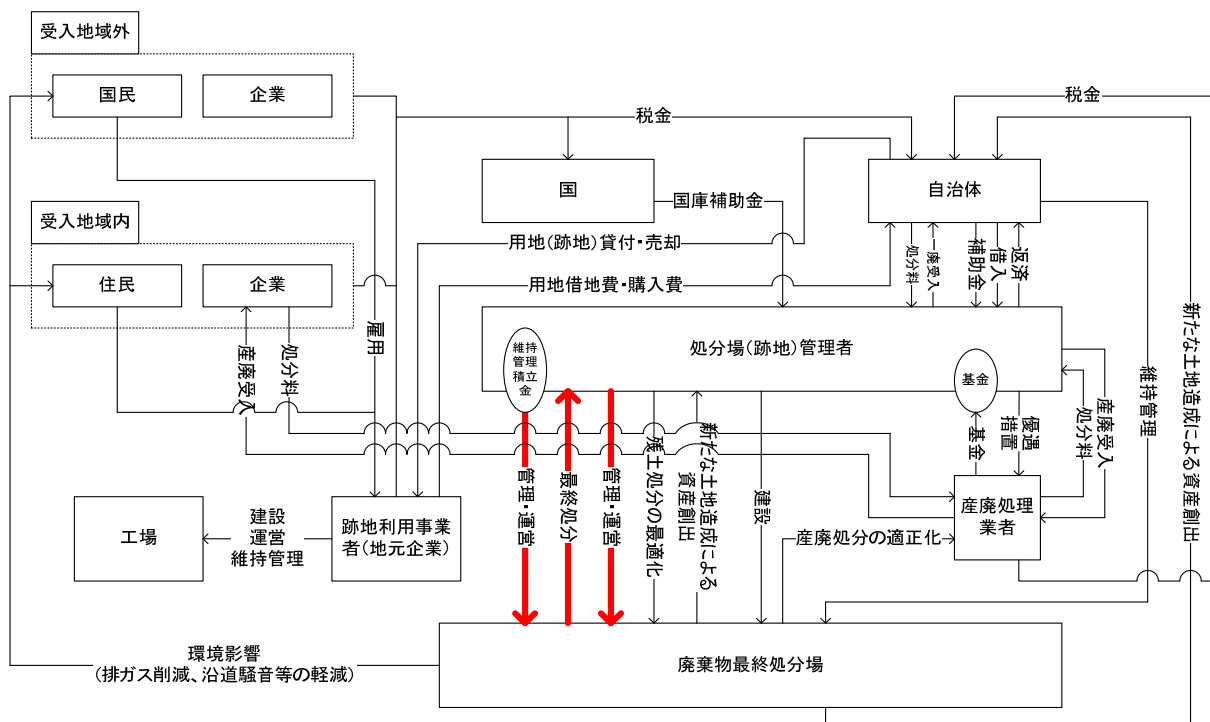 受入地域外
国民
企業
税金
税金
国
自治体
国庫補助金
受入地域内
住民
企業
用地(跡地)貸付・売却
用地借地費・購入費
処分料
一廃受入
補助金
借入
返済
雇用
産廃受入
処分料
維持
管理
積立
金
処分場(跡地)管理者
基金
新たな土地造成による資産創出
維持管理
産廃受入
処分料
優遇
措置
基金
管理・運営
最終処分
管理・運営
残土処分の最適化
新たな土地造成による
資産創出
建設
工場
建設
運営
維持管理
跡地利用事業
者(地元企業)
産廃処理
業者
産廃処分の適正化
環境影響
(排ガス削減、沿道騒音等の軽減)
廃棄物最終処分場